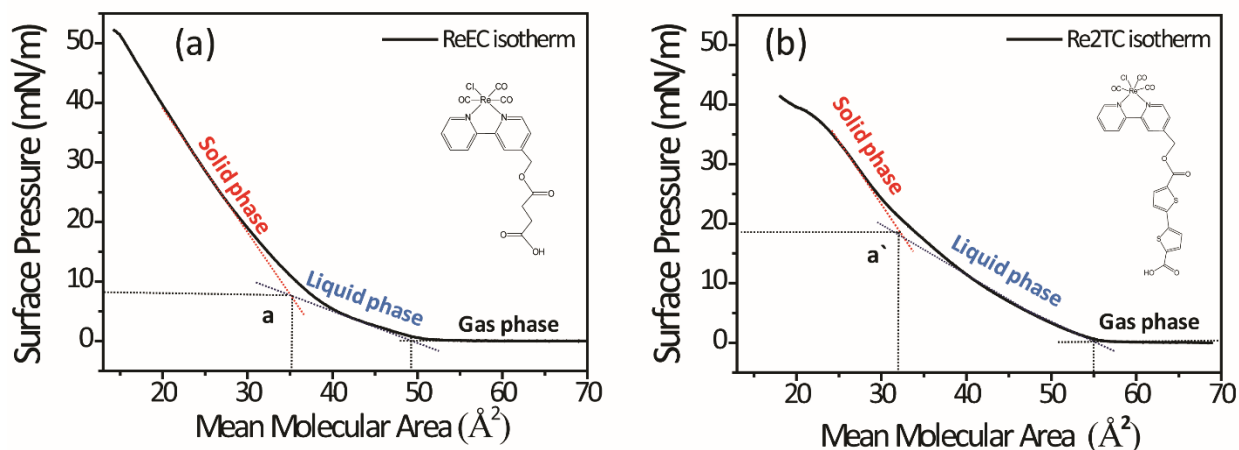 (a)
ReEC isotherm
Surface Pressure (mN/m)
50
40
30
20
10
0
Cl
CO
OC
Re
CO
N
N
O
O
O
OH
Solid phase
Liquid phase
Gas phase
a
20 30 40 50 60 70
Mean Molecular Area (Å²)
(b)
Re2TC isotherm
Surface Pressure (mN/m)
50
40
30
20
10
0
Cl
CO
OC
Re
CO
N
N
O
O
S
S
HO
O
Solid phase
Liquid phase
Gas phase
a`
20 30 40 50 60 70
Mean Molecular Area (Å²)